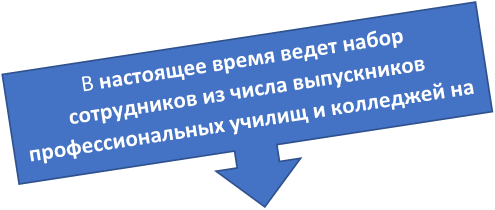 В настоящее время ведет набор
сотрудников из числа выпускников
профессиональных училищ и колледжей на